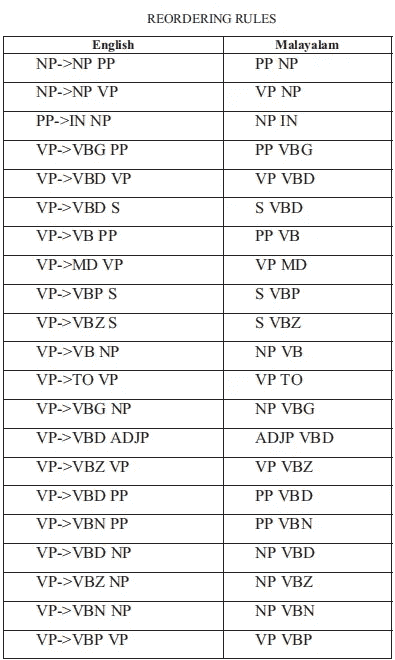 REORDERING RULES
English Malayalam
NP->NP PP PP NP
NP->NP VP VP NP
PP->IN NP NP IN
VP->VBG PP PP VBG
VP->VBD VP VP VBD
VP->VBD S S VBD
VP->VB PP PP VB
VP->MD VP VP MD
VP->VBP S S VBP
VP->VBZ S S VBZ
VP->VB NP NP VB
VP->TO VP VP TO
VP->VBG NP NP VBG
VP->VBD ADJP ADJP VBD
VP->VBZ VP VP VBZ
VP->VBD PP PP VBD
VP->VBN PP PP VBN
VP->VBD NP NP VBD
VP->VBZ NP NP VBZ
VP->VBN NP NP VBN
VP->VBP VP VP VBP